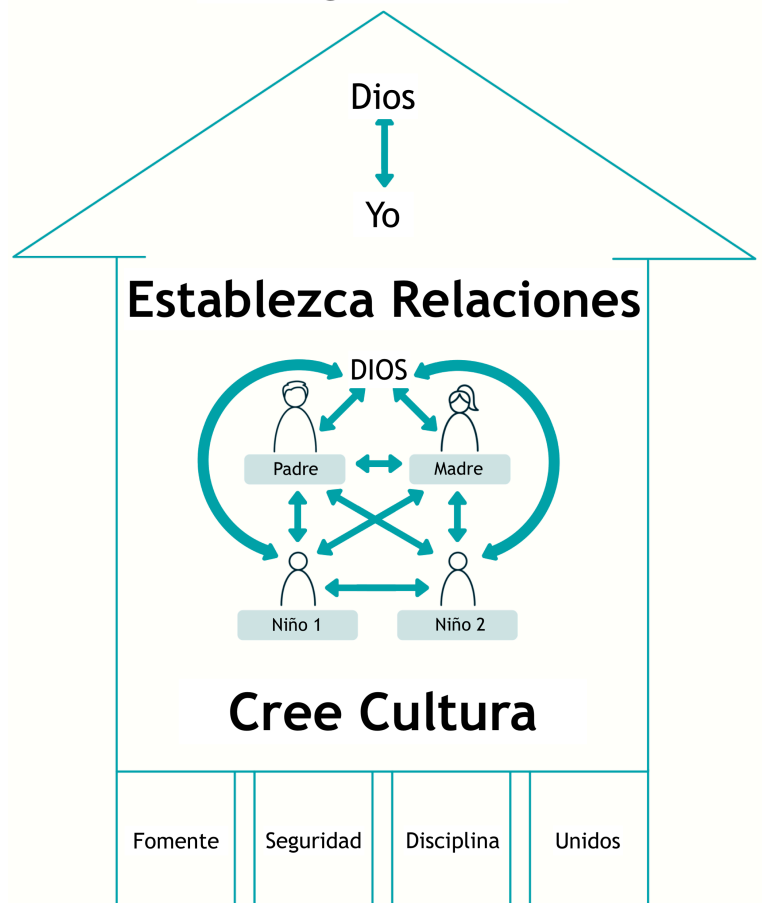 Dios
Yo
Establezca Relaciones
DIOS
Padre Madre
Niño 1 Niño 2
Cree Cultura
Fomente Seguridad Disciplina Unidos